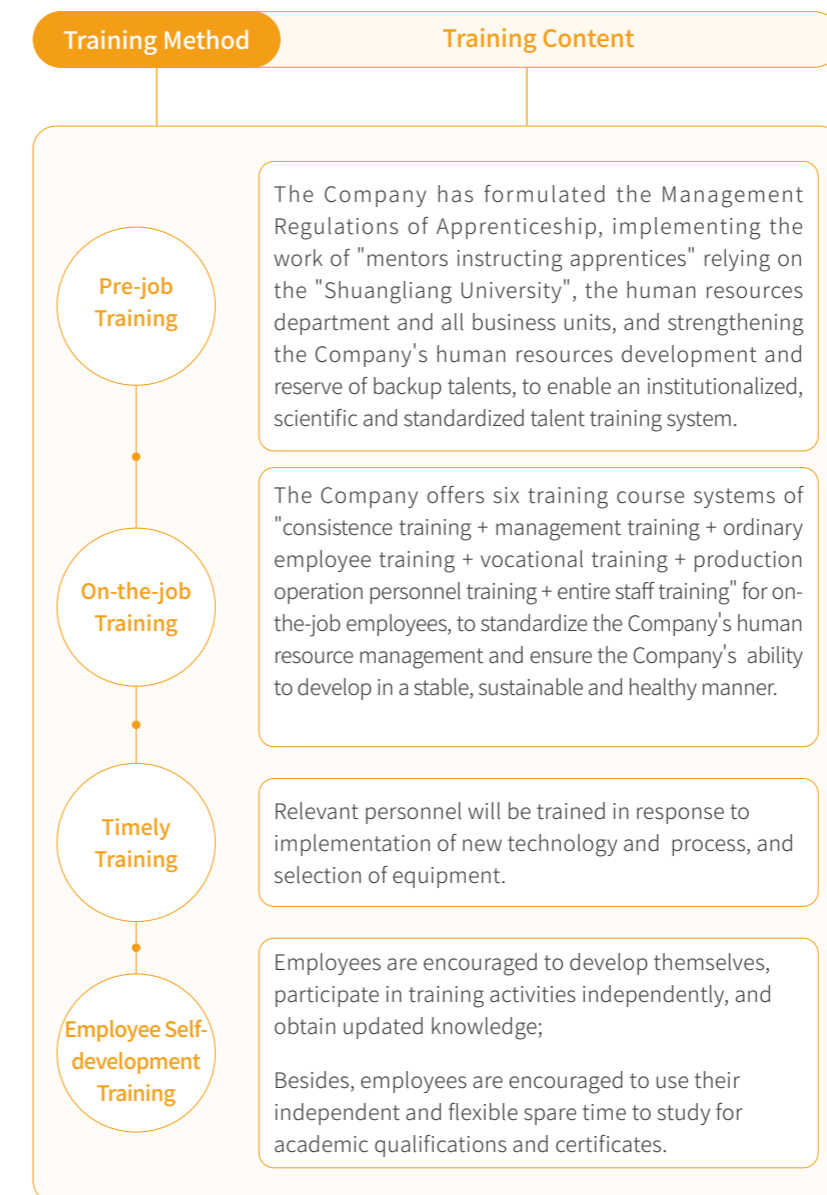 Training Method
Training Content
Pre-job
Training
The Company has formulated the Management
Regulations of Apprenticeship, implementing the
work of "mentors instructing apprentices" relying on
the "Shuangliang University", the human resources
department and all business units, and strengthening
the Company's human resources development and
reserve of backup talents, to enable an institutionalized,
scientific and standardized talent training system.
On-the-job
Training
The Company offers six training course systems of
"consistence training + management training + ordinary
employee training + vocational training + production
operation personnel training + entire staff training" for on-
the-job employees, to standardize the Company's human
resource management and ensure the Company's ability
to develop in a stable, sustainable and healthy manner.
Timely
Training
Relevant personnel will be trained in response to
implementation of new technology and process, and
selection of equipment.
Employee Self-
development
Training
Employees are encouraged to develop themselves,
participate in training activities independently, and
obtain updated knowledge;
Besides, employees are encouraged to use their
independent and flexible spare time to study for
academic qualifications and certificates.